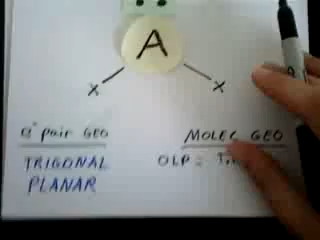 A
x x
e⁻ pair GEO MOLEC GEO
TRIGONAL OLP =
PLANAR